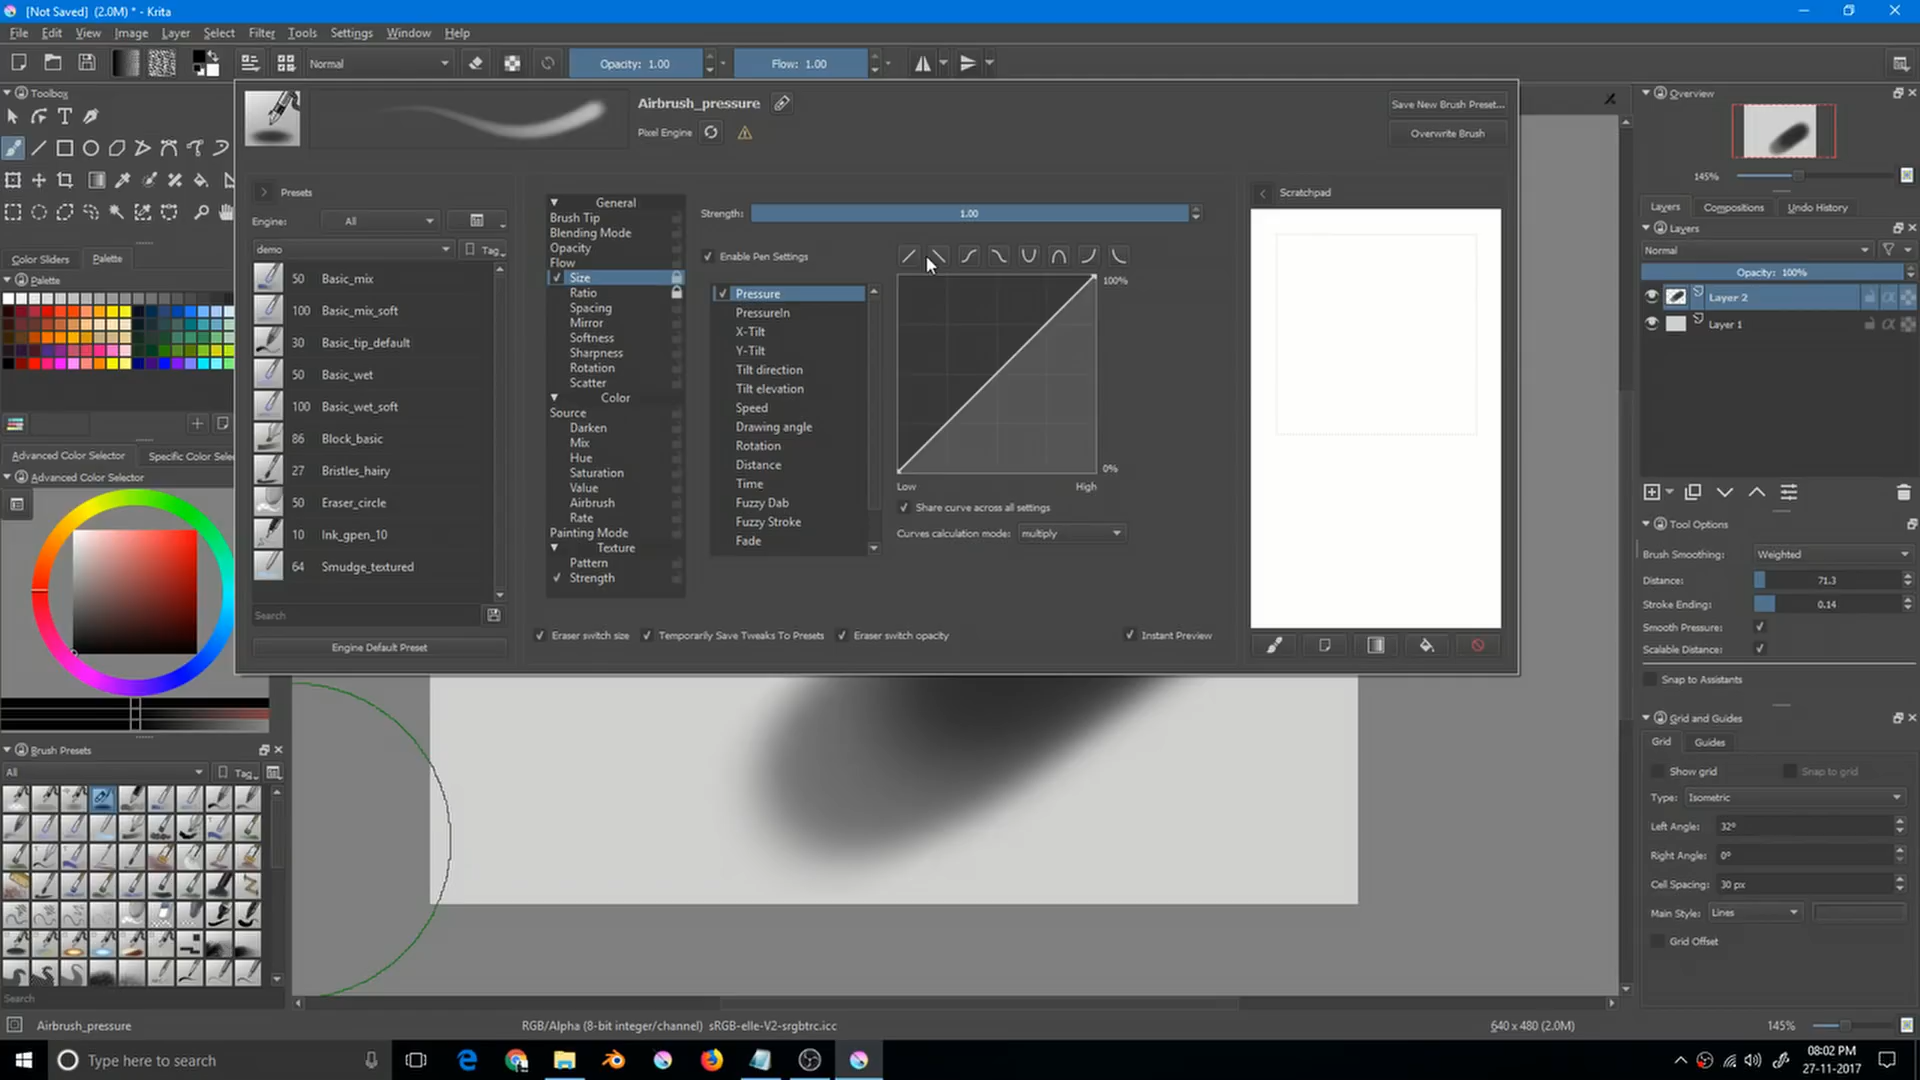 [Not Saved] (2.0M) * - Krita
File Edit View Image Layer Select Filter Tools Settings Window Help
Normal
Opacity: 1.00
Flow: 1.00
Toolbox
Airbrush_pressure
Pixel Engine
Save New Brush Preset...
Overwrite Brush
Overview
145%
Presets
Engine:
All
demo
Tag
50 Basic_mix
100 Basic_mix_soft
30 Basic_tip_default
50 Basic_wet
100 Basic_wet_soft
86 Block_basic
27 Bristles_hairy
50 Eraser_circle
10 Ink_gpen_10
64 Smudge_textured
Search
Engine Default Preset
General
Brush Tip
Blending Mode
Opacity
Flow
Size
Ratio
Spacing
Mirror
Softness
Sharpness
Rotation
Scatter
Color
Source
Darken
Mix
Hue
Saturation
Value
Airbrush
Rate
Painting Mode
Texture
Pattern
Strength
Strength:
1.00
Enable Pen Settings
Pressure
PressureIn
X-Tilt
Y-Tilt
Tilt direction
Tilt elevation
Speed
Drawing angle
Rotation
Distance
Time
Fuzzy Dab
Fuzzy Stroke
Fade
100%
0%
Low
High
Share curve across all settings
Curves calculation mode:
multiply
Eraser switch size
Temporarily Save Tweaks To Presets
Eraser switch opacity
Instant Preview
Scratchpad
Color Sliders
Palette
Palette
Advanced Color Selector
Specific Color Sele
Advanced Color Selector
Brush Presets
All
Tag
Search
Layers
Compositions
Undo History
Layers
Normal
Opacity: 100%
Layer 2
Layer 1
Tool Options
Brush Smoothing:
Weighted
Distance:
71.3
Stroke Ending:
0.14
Smooth Pressure:
Scalable Distance:
Snap to Assistants
Grid and Guides
Grid
Guides
Show grid
Snap to grid
Type:
Isometric
Left Angle:
32º
Right Angle:
0º
Cell Spacing:
30 px
Main Style:
Lines
Grid Offset
Airbrush_pressure
RGB/Alpha (8-bit integer/channel) sRGB-elle-V2-srgbtrc.icc
640 x 480 (2.0M)
145%
Type here to search
08:02 PM
27-11-2017